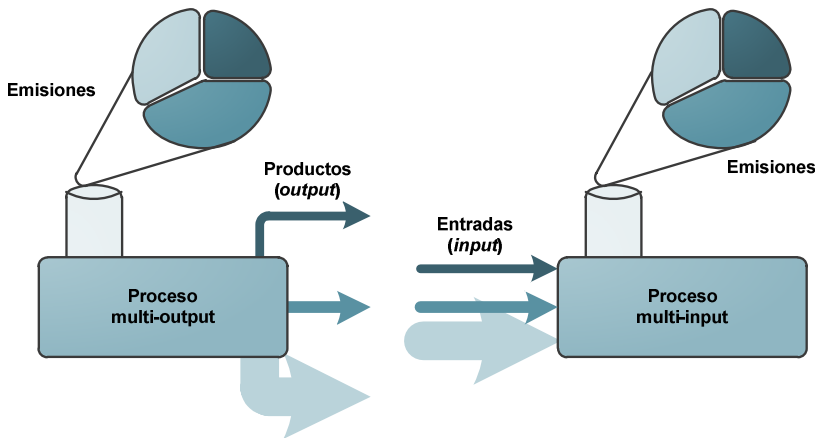 Emisiones
Productos
(output)
Proceso
multi-output
Entradas
(input)
Emisiones
Proceso
multi-input